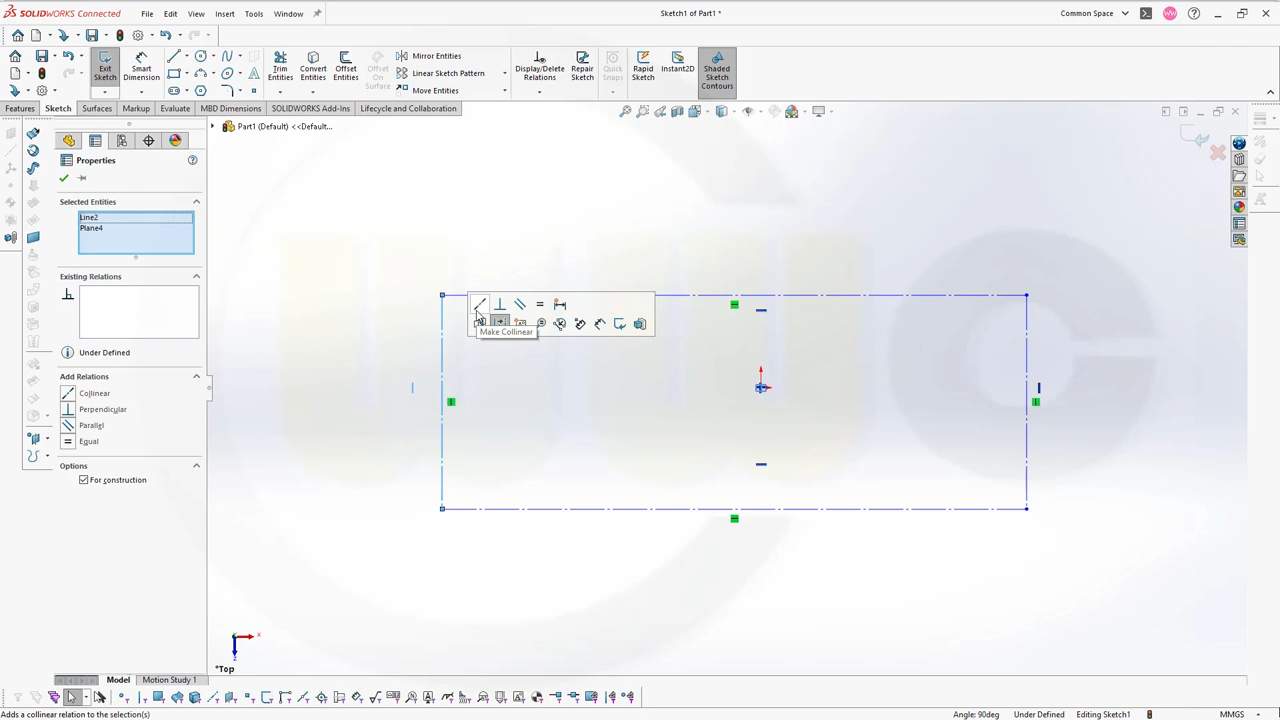 SOLIDWORKS Connected
File
Edit
View
Insert
Tools
Window
Sketch1 of Part1 *
Common Space
WW
Exit Sketch
Smart Dimension
Trim Entities
Convert Entities
Offset Entities
Offset On Surface
Mirror Entities
Linear Sketch Pattern
Move Entities
Display/Delete Relations
Repair Sketch
Quick Snaps
Rapid Sketch
Instant2D
Shaded Sketch Contours
Features
Sketch
Surfaces
Markup
Evaluate
MBD Dimensions
SOLIDWORKS Add-Ins
Lifecycle and Collaboration
Part1 (Default) <<Default...
Properties
Selected Entities
Line2
Plane4
Existing Relations
Under Defined
Add Relations
Collinear
Perpendicular
Parallel
Equal
Options
For construction
Make Collinear
x
z
*Top
Model
Motion Study 1
Adds a collinear relation to the selection(s)
Angle: 90deg
Under Defined
Editing Sketch1
MMGS